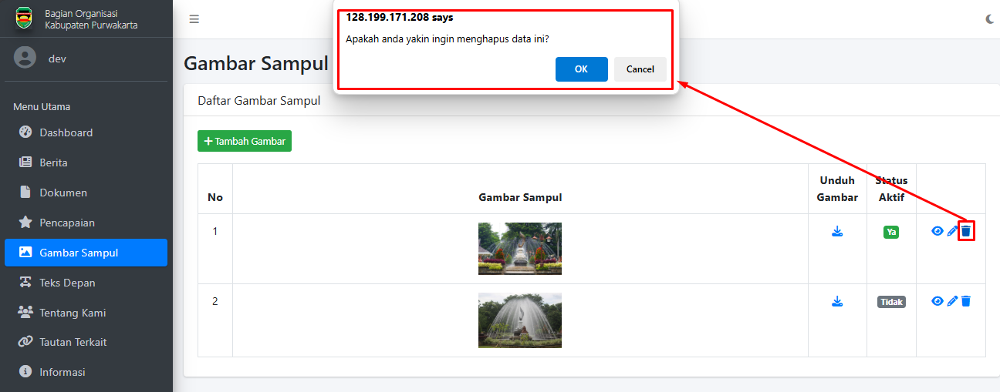 Bagian Organisasi
Kabupaten Purwakarta
dev
Menu Utama
Dashboard
Berita
Dokumen
Pencapaian
Gambar Sampul
Teks Depan
Tentang Kami
Tautan Terkait
Informasi
128.199.171.208 says
Apakah anda yakin ingin menghapus data ini?
OK Cancel
Gambar Sampul
Daftar Gambar Sampul
Tambah Gambar
No Gambar Sampul Unduh Gambar Status Aktif
1 Ya
2 Tidak